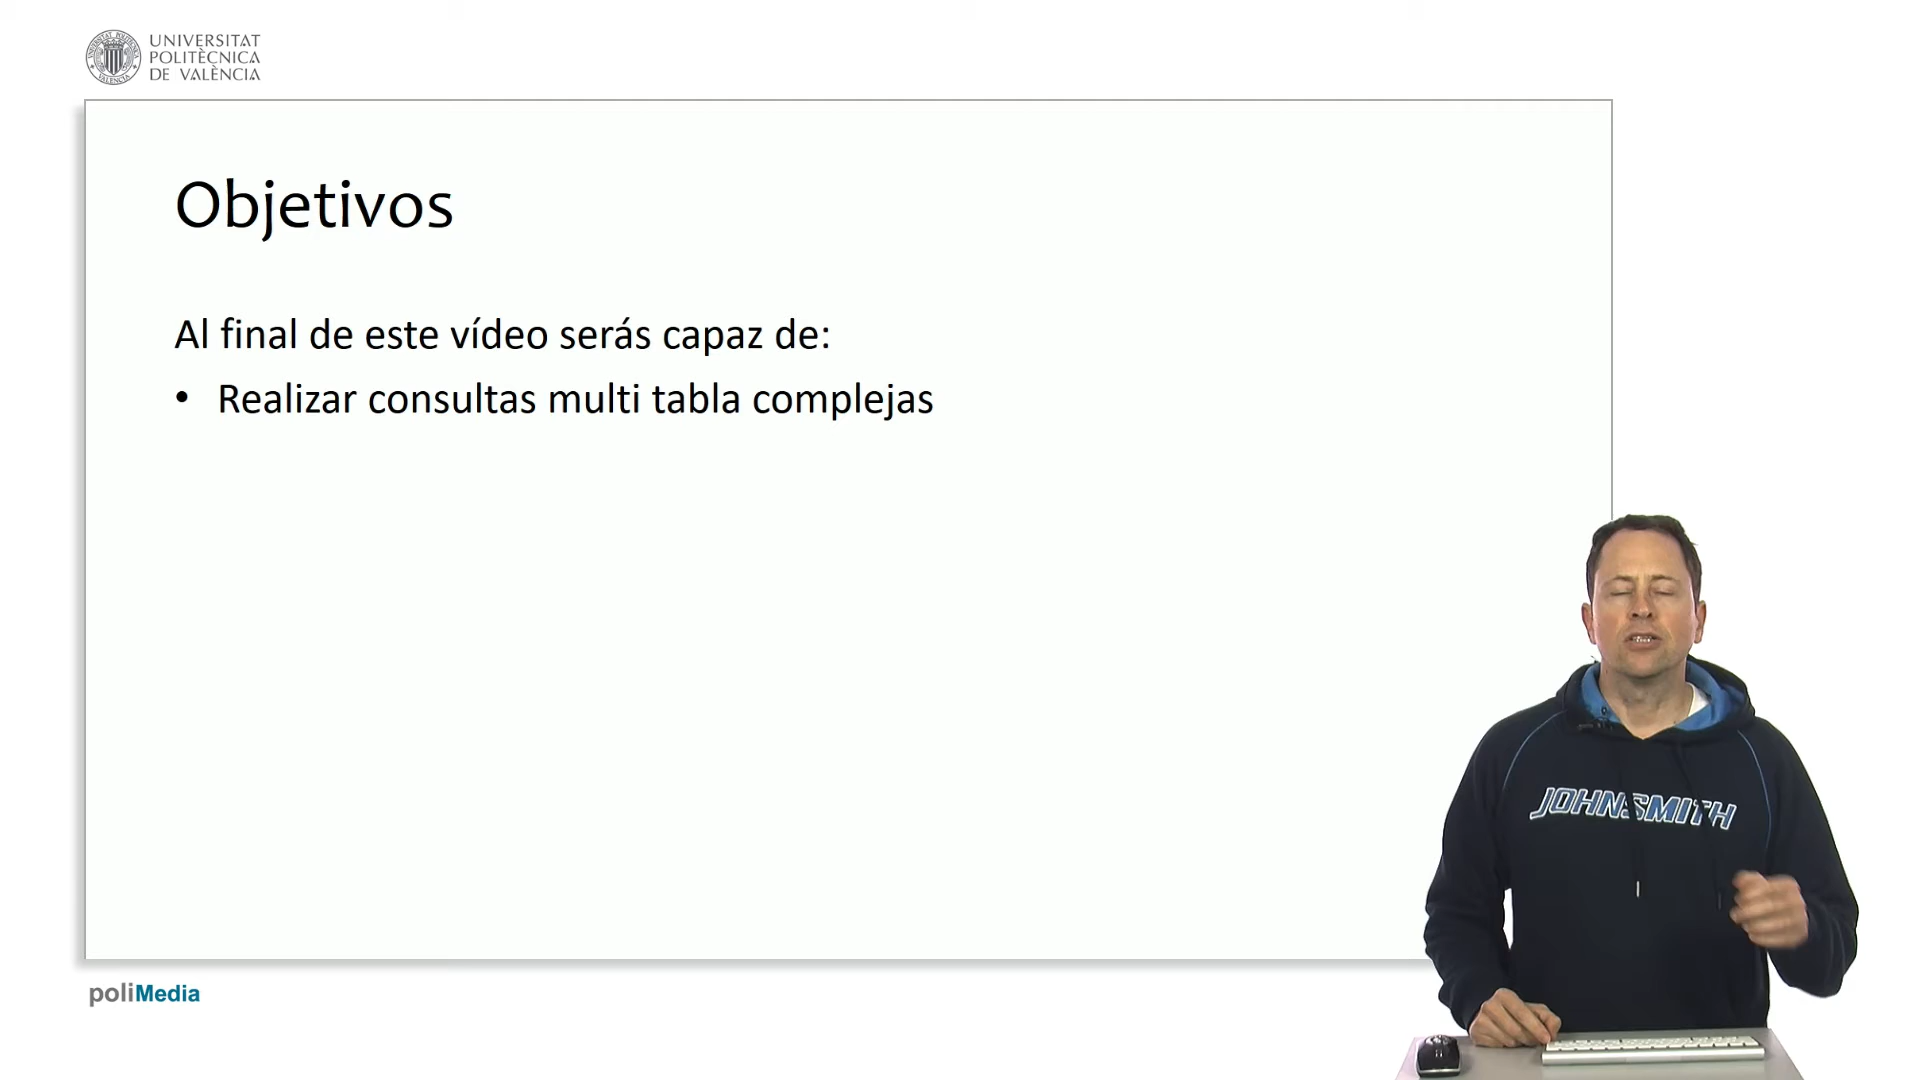 UNIVERSITAT
POLITÈCNICA
DE VALÈNCIA
Objetivos
Al final de este vídeo serás capaz de:
• Realizar consultas multi tabla complejas
JOHNSMITH
poliMedia